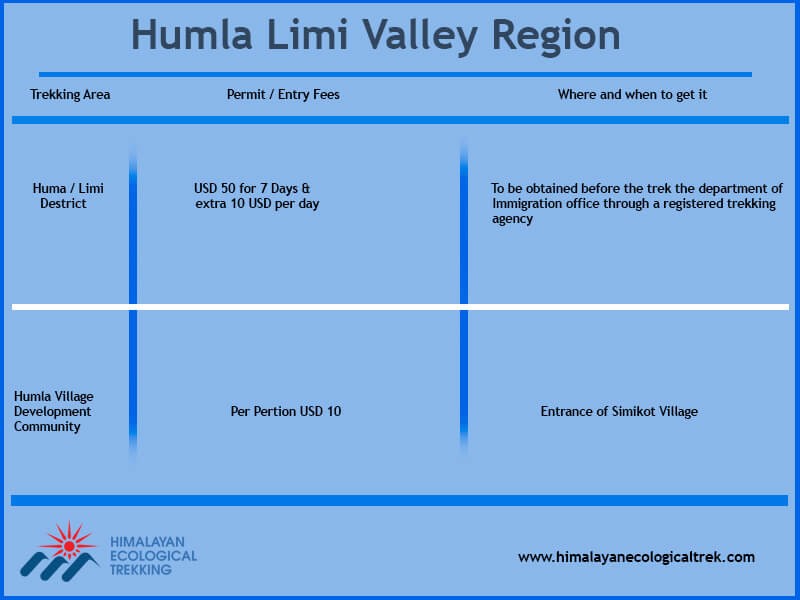 Humla Limi Valley Region
Trekking Area
Permit / Entry Fees
Where and when to get it
Huma / Limi
Destrict
USD 50 for 7 Days &
extra 10 USD per day
To be obtained before the trek the department of
Immigration office through a registered trekking
agency
Humla Village
Development
Community
Per Pertion USD 10
Entrance of Simikot Village
HIMALAYAN
ECOLOGICAL
TREKKING
www.himalayanecologicaltrek.com